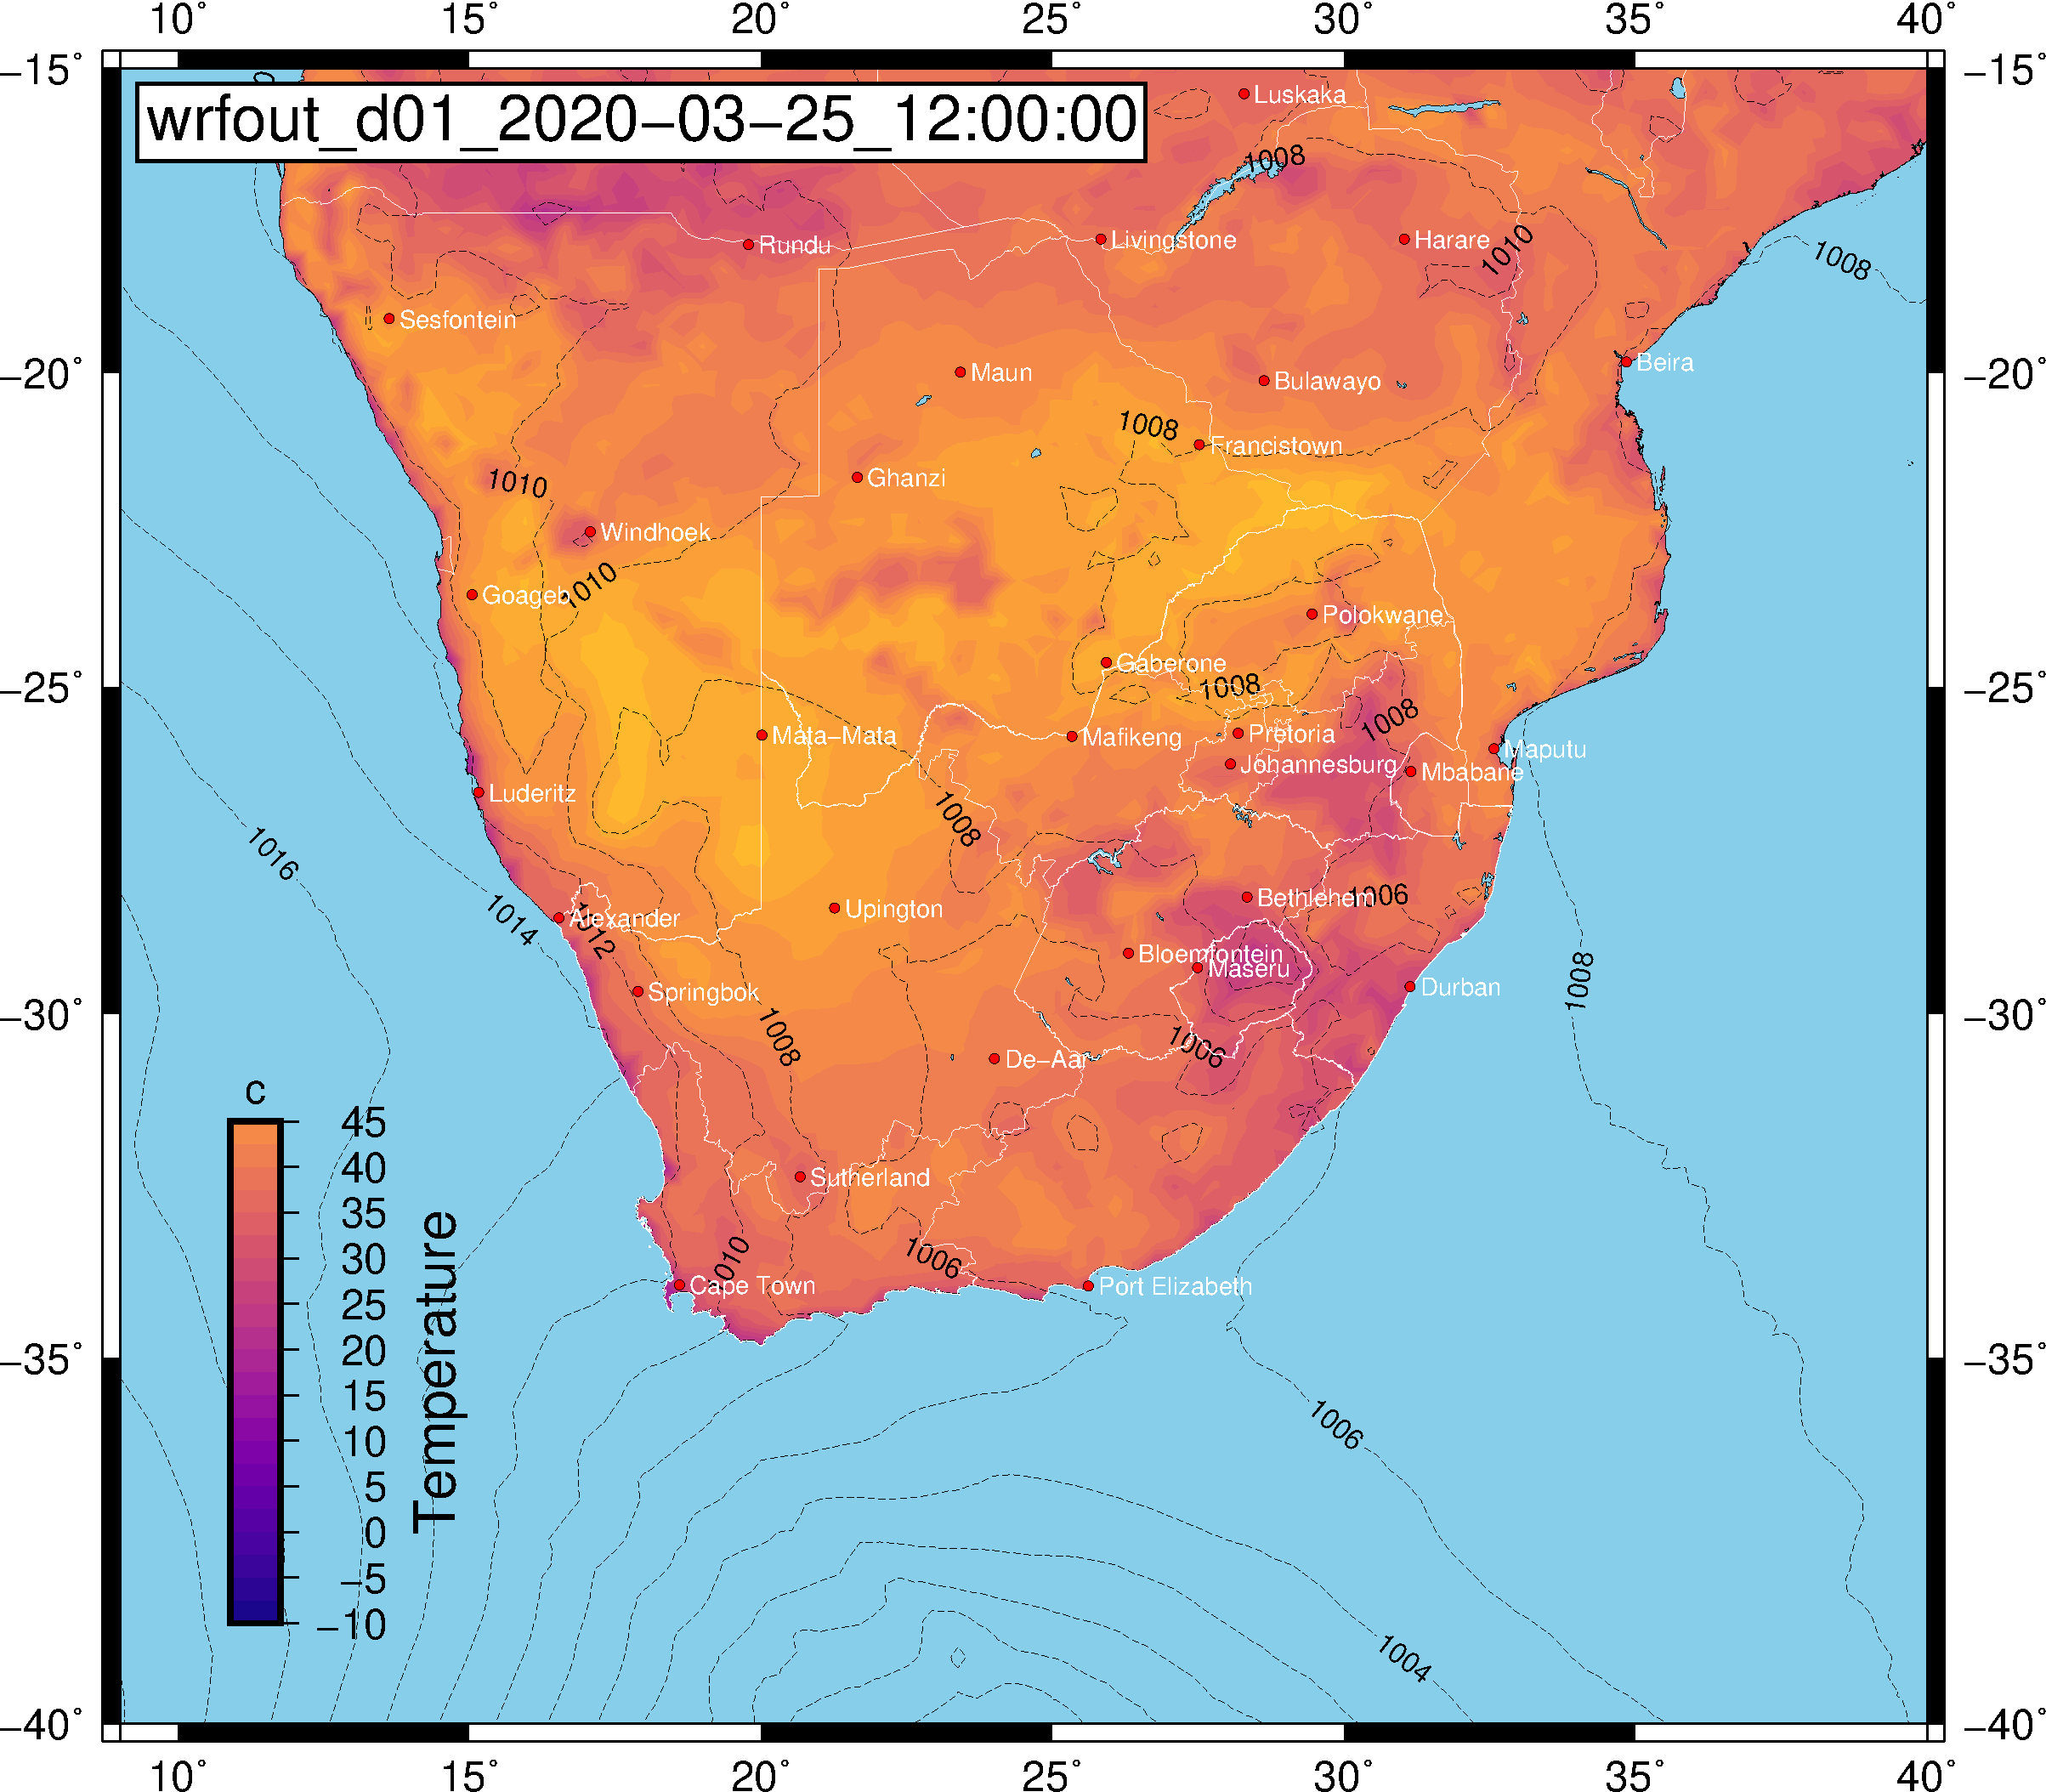 10° 15° 20° 25° 30° 35° 40°
−15° −15°
wrfout_d01_2020−03−25_12:00:00
Luskaka
1008
Rundu
Livingstone
Harare
1010
1008
Sesfontein
−20° −20°
Maun
Bulawayo
Beira
1008
Francistown
1010
Ghanzi
Windhoek
1010
Goageb
Polokwane
Gaberone
1008
−25° −25°
1008
Mata−Mata
Mafikeng
Pretoria
Johannesburg
Maputu
Mbabane
Luderitz
1008
1016
1014
Alexander
1012
Upington
Bethlehem
1006
Bloemfontein
Maseru
Durban
1008
Springbok
−30° −30°
1008
1006
De−Aar
c
45
40
35
30
25
20
15
10
5
0
−5
−10
Temperature
Sutherland
1010
1006
Cape Town
Port Elizabeth
−35° −35°
1006
1004
−40° −40°
10° 15° 20° 25° 30° 35° 40°